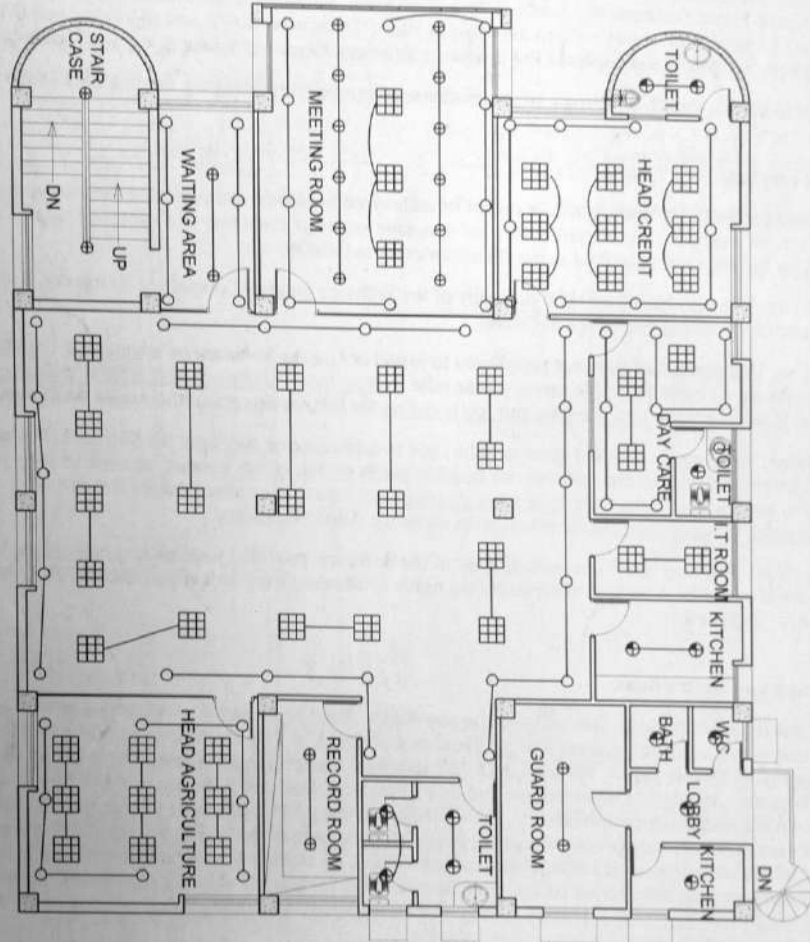 STAIR
CASE
DN
UP
WAITING AREA
MEETING ROOM
TOILET
HEAD CREDIT
DAY CARE
TOILET
I.T ROOM
KITCHEN
HEAD AGRICULTURE
RECORD ROOM
TOILET
GUARD ROOM
BATH
W.C
LOBBY
KITCHEN
DN